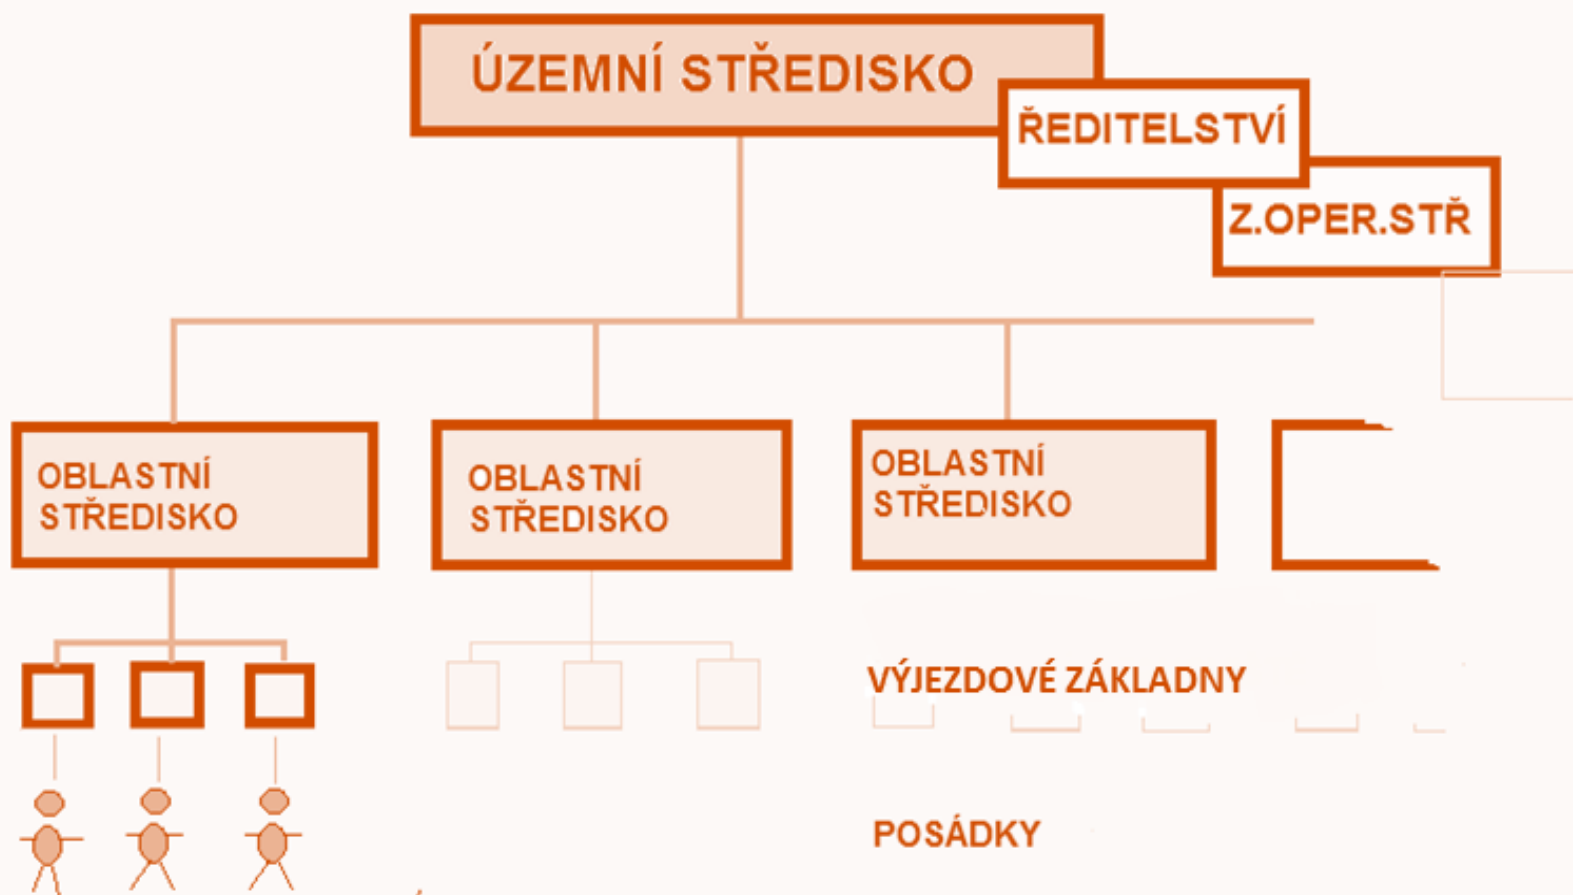 ÚZEMNÍ STŘEDISKO
ŘEDITELSTVÍ
Z.OPER.STŘ
OBLASTNÍ
STŘEDISKO
OBLASTNÍ
STŘEDISKO
OBLASTNÍ
STŘEDISKO
VÝJEZDOVÉ ZÁKLADNY
POSÁDKY